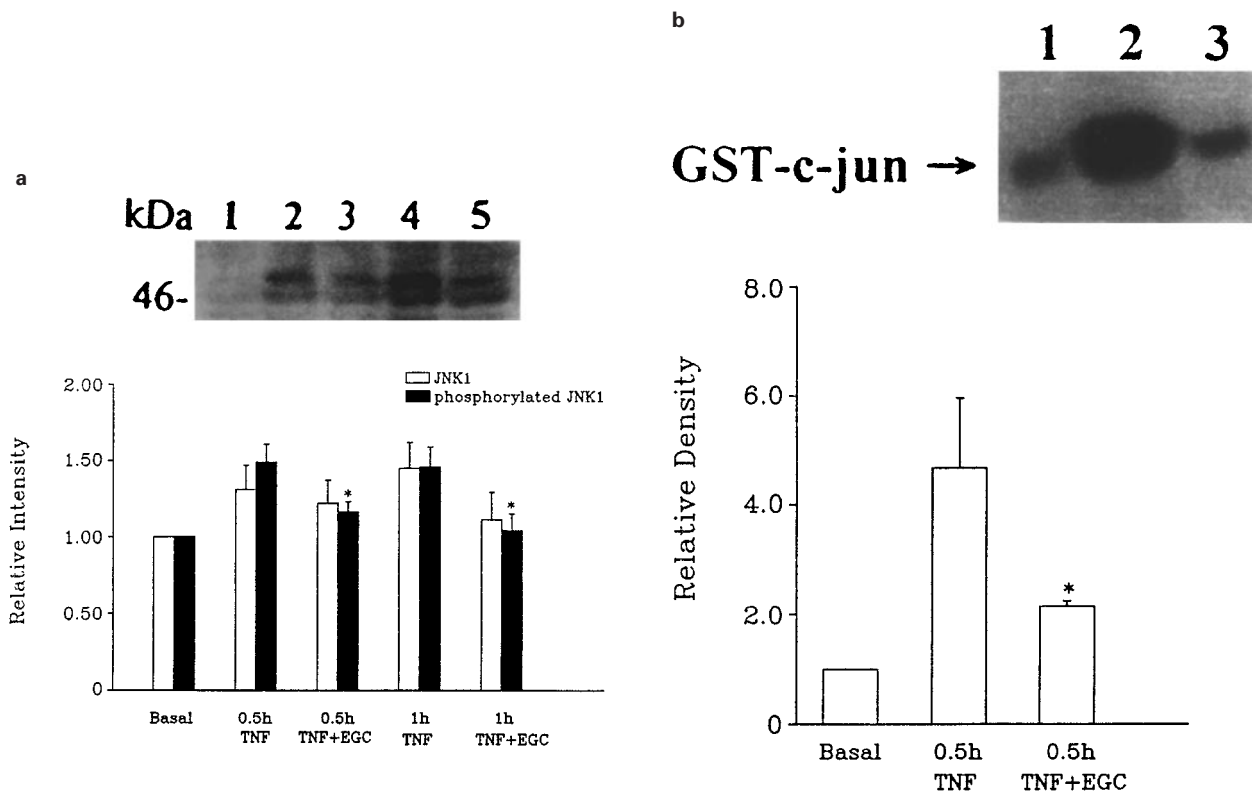 a
kDa 1 2 3 4 5
46-
2.00
1.50
1.00
0.50
0
Relative Intensity
JNK1
phosphorylated JNK1
*
*
Basal
0.5h
TNF
0.5h
TNF+EGC
1h
TNF
1h
TNF+EGC
b
1 2 3
GST-c-jun →
8.0
6.0
4.0
2.0
0
Relative Density
*
Basal
0.5h
TNF
0.5h
TNF+EGC